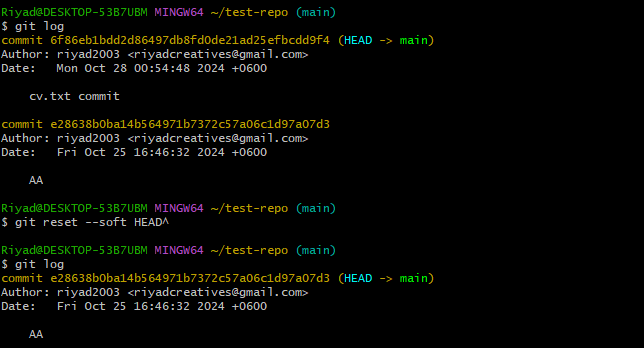 Riyad@DESKTOP-53B7UBM MINGW64 ~/test-repo (main)
$ git log
commit 6f86eb1bdd2d86497db8fd0de21ad25efbcdd9f4 (HEAD -> main)
Author: riyad2003 <riyadcreatives@gmail.com>
Date:   Mon Oct 28 00:54:48 2024 +0600

    cv.txt commit

commit e28638b0ba14b564971b7372c57a06c1d97a07d3
Author: riyad2003 <riyadcreatives@gmail.com>
Date:   Fri Oct 25 16:46:32 2024 +0600

    AA

Riyad@DESKTOP-53B7UBM MINGW64 ~/test-repo (main)
$ git reset --soft HEAD^

Riyad@DESKTOP-53B7UBM MINGW64 ~/test-repo (main)
$ git log
commit e28638b0ba14b564971b7372c57a06c1d97a07d3 (HEAD -> main)
Author: riyad2003 <riyadcreatives@gmail.com>
Date:   Fri Oct 25 16:46:32 2024 +0600

    AA